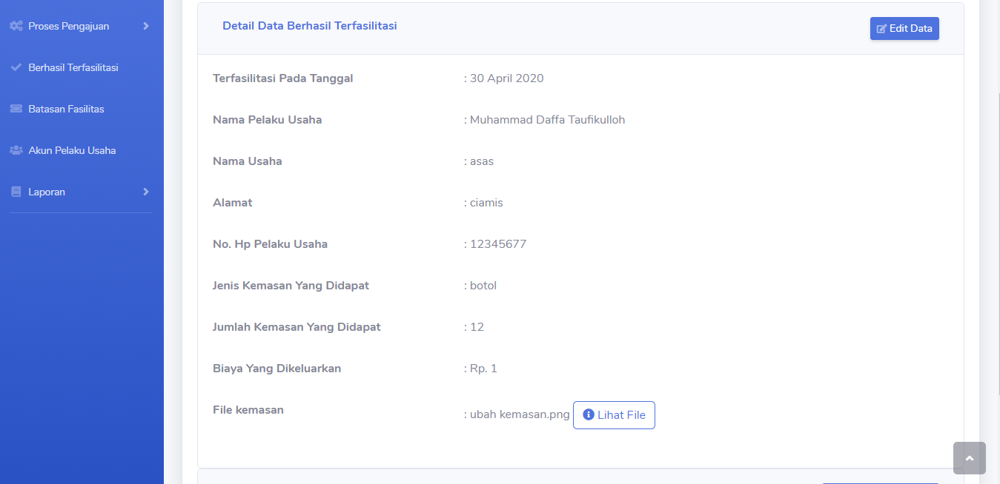 Proses Pengajuan
Berhasil Terfasilitasi
Batasan Fasilitas
Akun Pelaku Usaha
Laporan
Detail Data Berhasil Terfasilitasi
Edit Data
Terfasilitasi Pada Tanggal : 30 April 2020
Nama Pelaku Usaha : Muhammad Daffa Taufikulloh
Nama Usaha : asas
Alamat : ciamis
No. Hp Pelaku Usaha : 12345677
Jenis Kemasan Yang Didapat : botol
Jumlah Kemasan Yang Didapat : 12
Biaya Yang Dikeluarkan : Rp. 1
File kemasan : ubah kemasan.png Lihat File